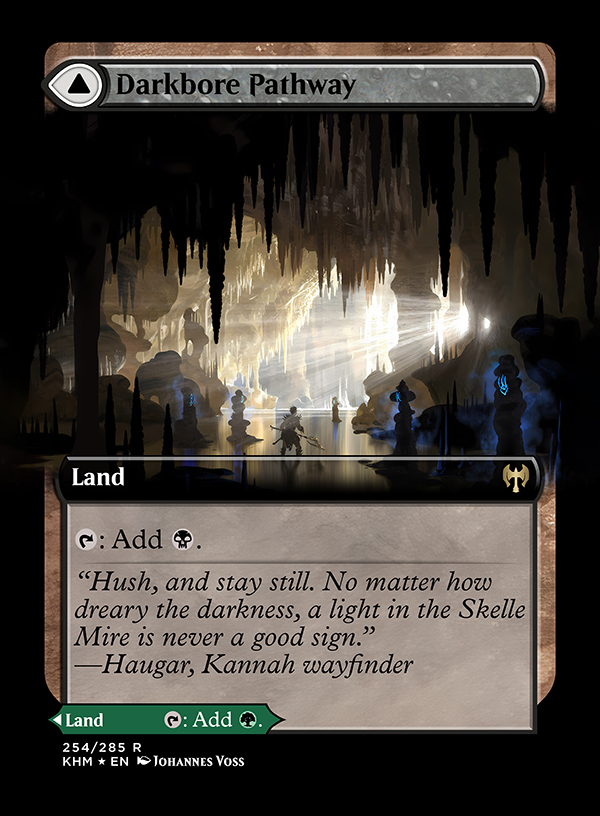 Darkbore Pathway
Land
: Add .
“Hush, and stay still. No matter how
dreary the darkness, a light in the Skelle
Mire is never a good sign.”
—Haugar, Kannah wayfinder
Land : Add .
254/285 R
KHM ★ EN Johannes Voss